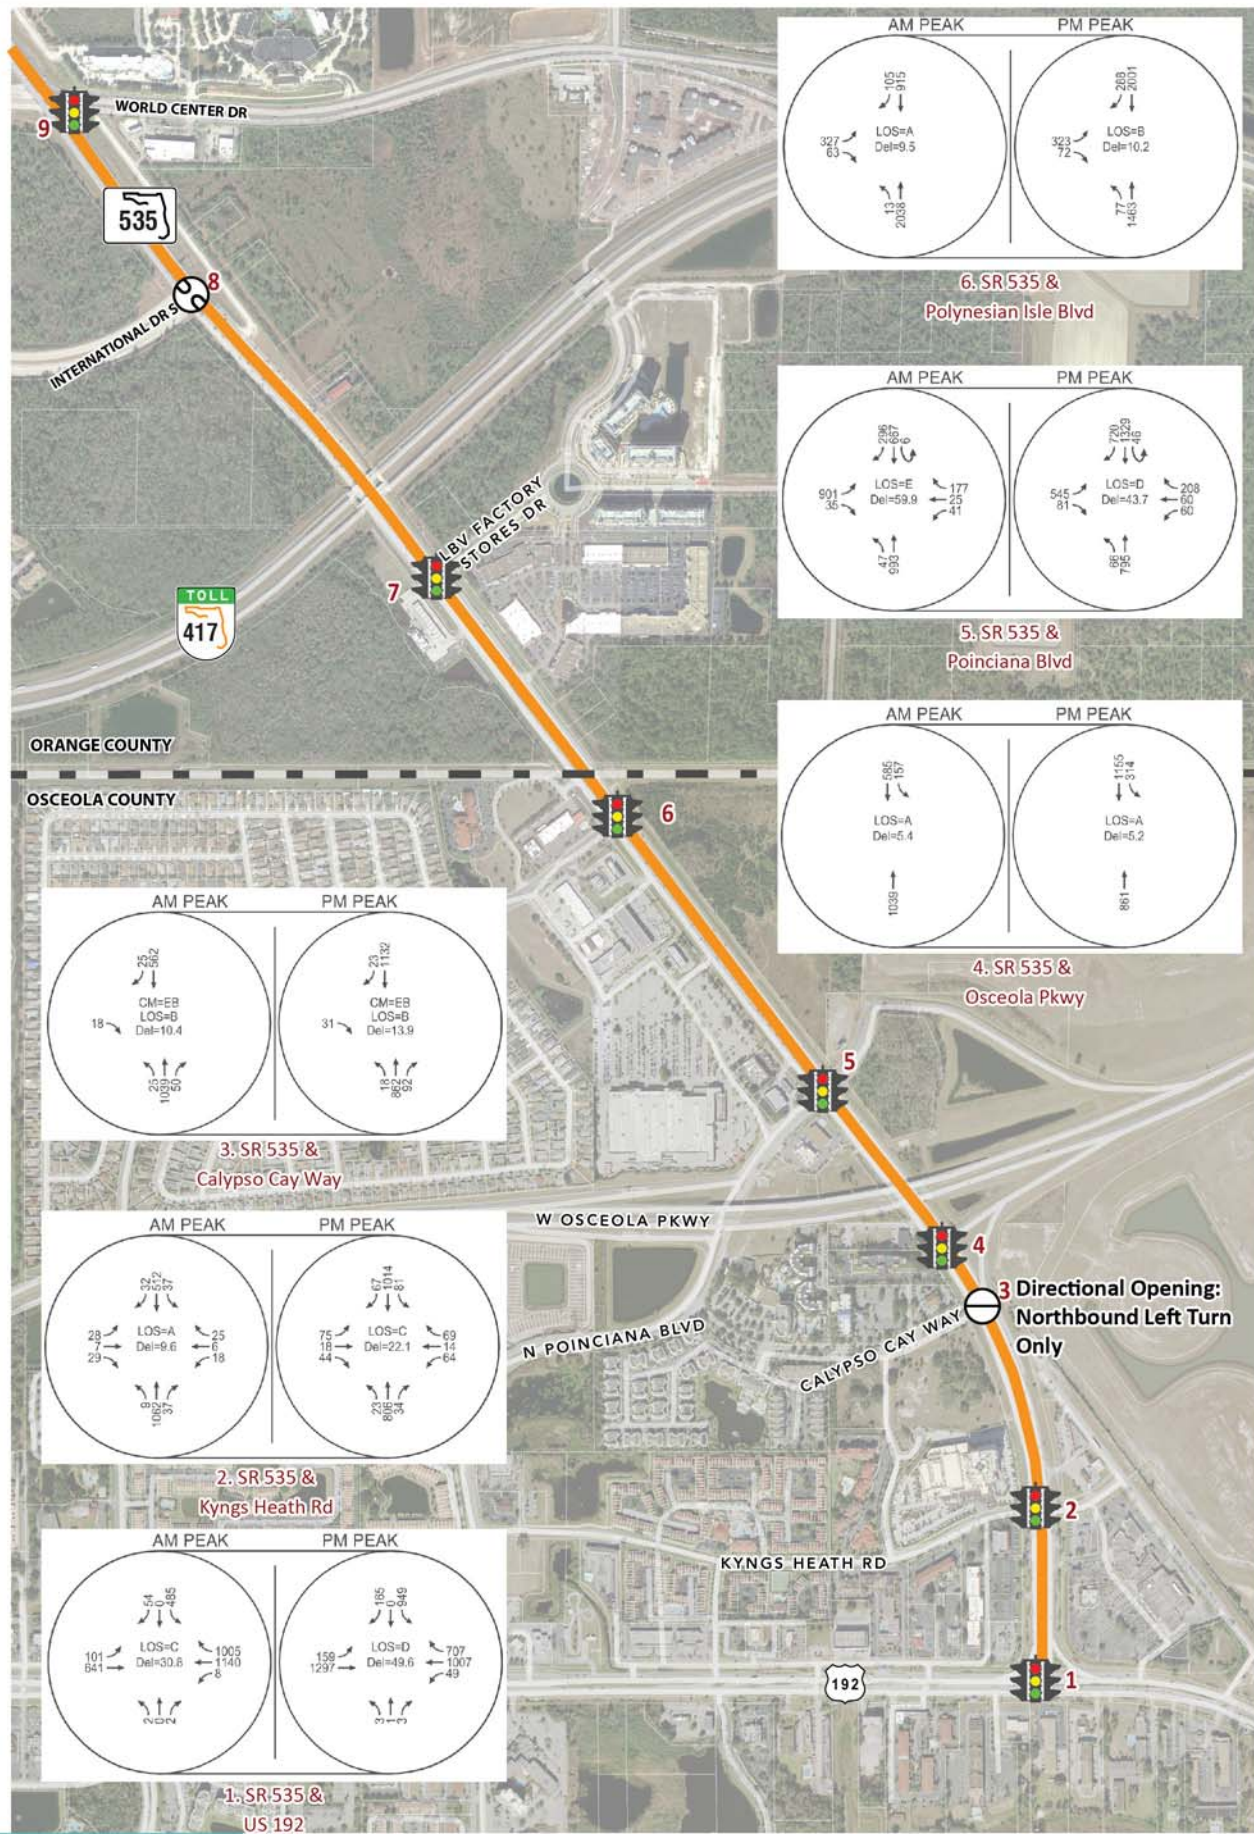 AM PEAK PM PEAK
105 915
LOS=A
Del=9.5
327
63
13 2038
288 2001
LOS=B
Del=10.2
323
72
77 1463
6. SR 535 &
Polynesian Isle Blvd
WORLD CENTER DR
9
535
8
INTERNATIONAL DR S
AM PEAK PM PEAK
296 667 6
LOS=E
Del=59.9
901
35
177
25
41
47 993
720 1329 46
LOS=D
Del=43.7
545
81
208
60
60
66 795
5. SR 535 &
Poinciana Blvd
LBV FACTORY
STORES DR
7
TOLL
417
ORANGE COUNTY
OSCEOLA COUNTY
6
AM PEAK PM PEAK
585 157
LOS=A
Del=5.4
1039
1155 314
LOS=A
Del=5.2
861
4. SR 535 &
Osceola Pkwy
AM PEAK PM PEAK
25 562
CM=EB
LOS=B
Del=10.4
18
25 1039 50
23 1132
CM=EB
LOS=B
Del=13.9
31
18 862 92
3. SR 535 &
Calypso Cay Way
5
W OSCEOLA PKWY
4
3
Directional Opening:
Northbound Left Turn
Only
N POINCIANA BLVD
CALYPSO CAY WAY
AM PEAK PM PEAK
32 512 37
LOS=A
Del=9.6
28
7
29
25
6
18
9 1062 37
67 1014 81
LOS=C
Del=22.1
75
18
44
69
14
64
23 806 34
2. SR 535 &
Kyngs Heath Rd
2
KYNGS HEATH RD
AM PEAK PM PEAK
54 0 485
LOS=C
Del=30.8
101
641
1005
1140
8
2 0 2
165 0 949
LOS=D
Del=49.6
159
1297
707
1007
49
3 1 3
1. SR 535 &
US 192
192
1